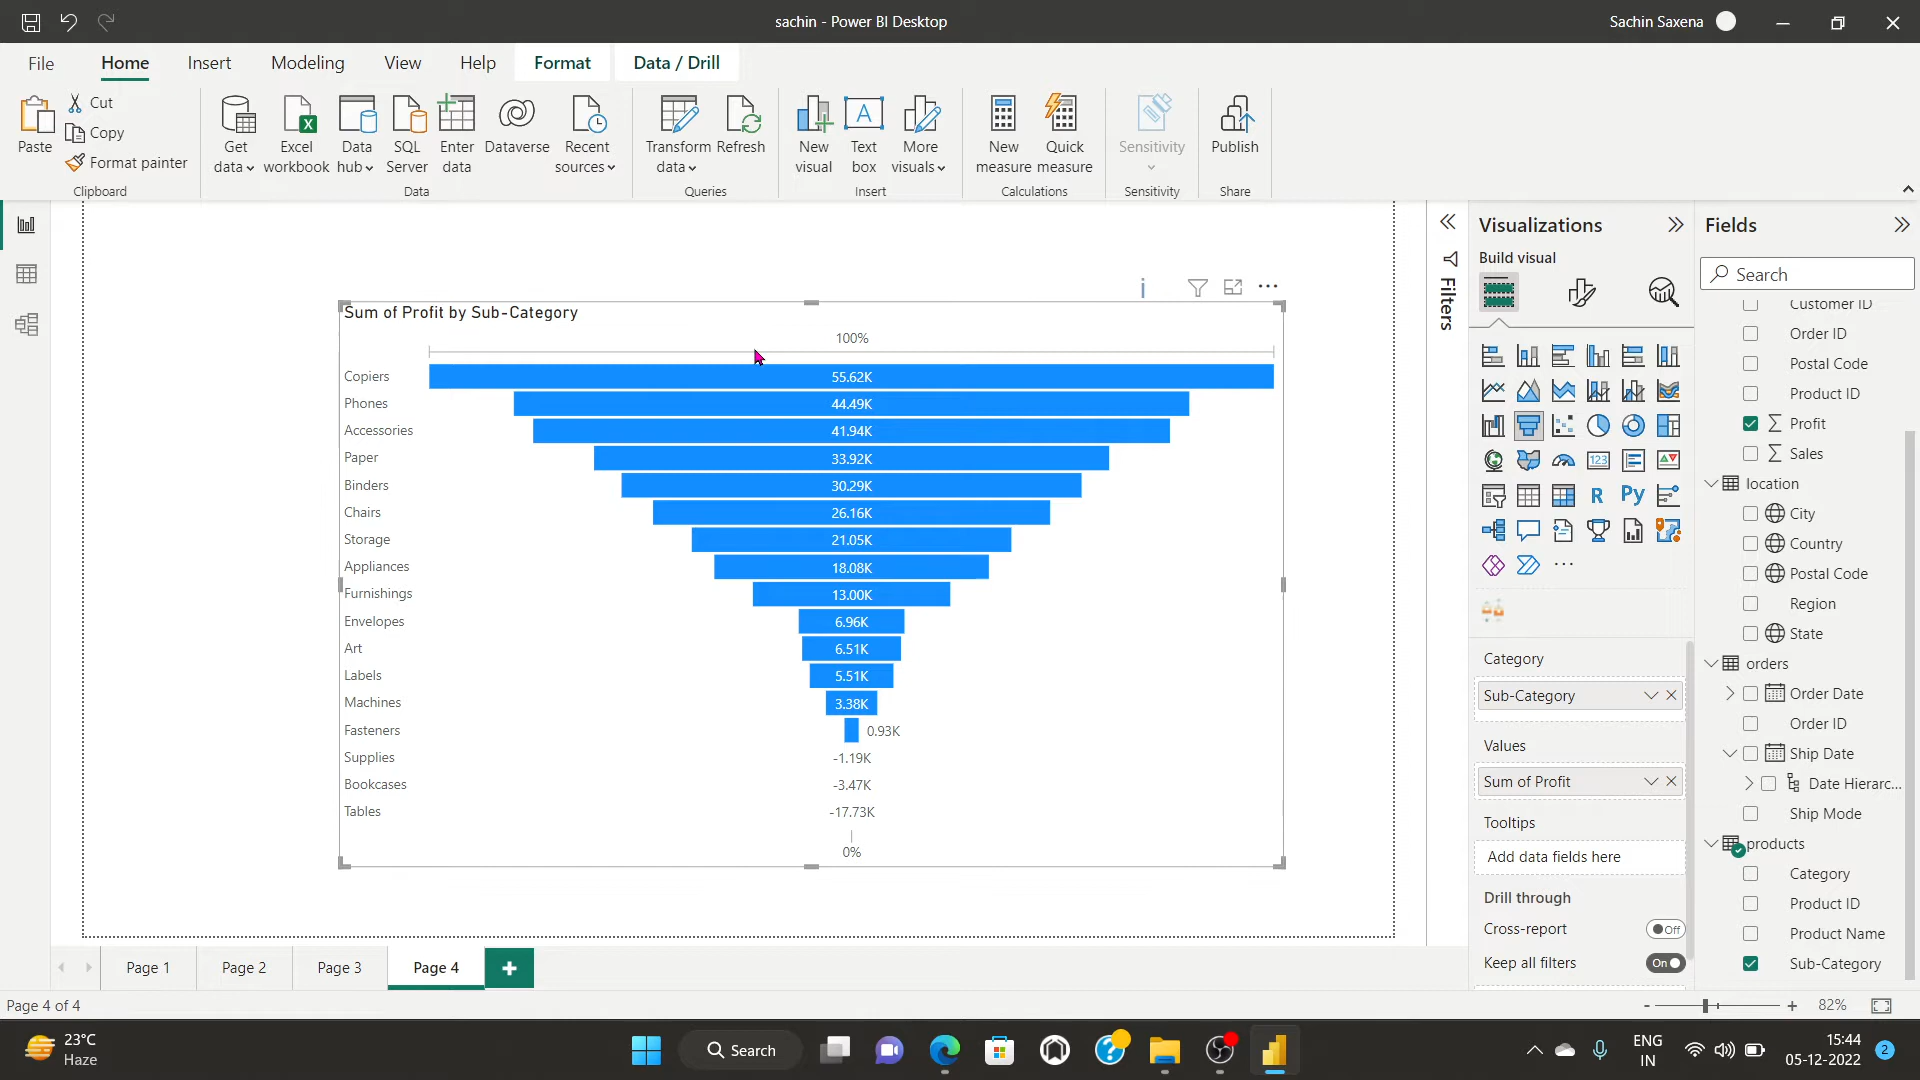 sachin - Power BI Desktop
Sachin Saxena
File
Home
Insert
Modeling
View
Help
Format
Data / Drill
Paste
Cut
Copy
Format painter
Clipboard
Get data
Excel workbook
Data hub
SQL Server
Enter data
Dataverse
Recent sources
Data
Transform data
Refresh
Queries
New visual
Text box
More visuals
Insert
New measure
Quick measure
Calculations
Sensitivity
Sensitivity
Publish
Share
Sum of Profit by Sub-Category
100%
Copiers 55.62K
Phones 44.49K
Accessories 41.94K
Paper 33.92K
Binders 30.29K
Chairs 26.16K
Storage 21.05K
Appliances 18.08K
Furnishings 13.00K
Envelopes 6.96K
Art 6.51K
Labels 5.51K
Machines 3.38K
Fasteners 0.93K
Supplies -1.19K
Bookcases -3.47K
Tables -17.73K
0%
Filters
Visualizations
Build visual
123
R
Py
Category
Sub-Category
Values
Sum of Profit
Tooltips
Add data fields here
Drill through
Cross-report
Off
Keep all filters
On
Fields
Search
Customer ID
Order ID
Postal Code
Product ID
Profit
Sales
location
City
Country
Postal Code
Region
State
orders
Order Date
Order ID
Ship Date
Date Hierarc...
Ship Mode
products
Category
Product ID
Product Name
Sub-Category
Page 1
Page 2
Page 3
Page 4
Page 4 of 4
- + 82%
23°C
Haze
Search
ENG
IN
15:44
05-12-2022
2